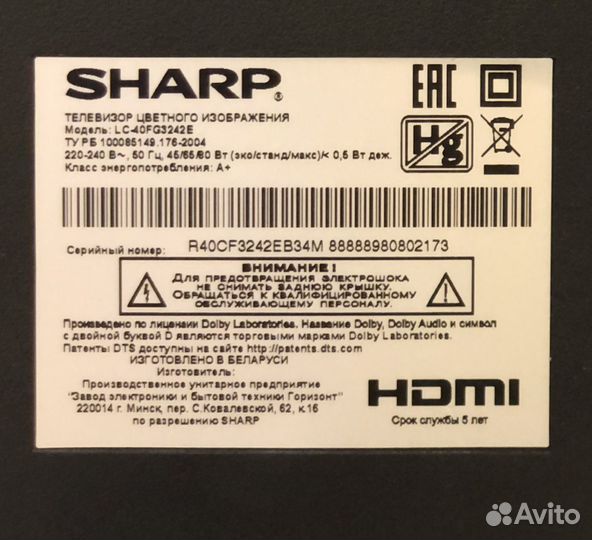 SHARP®
EAC
ТЕЛЕВИЗОР ЦВЕТНОГО ИЗОБРАЖЕНИЯ
Модель: LC-40FG3242E
ТУ РБ 100085149.176-2004
220-240 В~, 50 Гц, 45/65/80 Вт (эко/станд/макс)/< 0,5 Вт деж.
Класс энергопотребления: А+
Hg
Серийный номер: R40CF3242EB34M 88888980802173
ВНИМАНИЕ!
Для предотвращения электрошока
не снимать заднюю крышку.
Обращаться к квалифицированному
обслуживающему персоналу.
Произведено по лицензии Dolby Laboratories. Название Dolby, Dolby Audio и символ
с двойной буквой D являются торговыми марками Dolby Laboratories.
Патенты DTS доступны на сайте http://patents.dts.com
ИЗГОТОВЛЕНО В БЕЛАРУСИ
Изготовитель:
Производственное унитарное предприятие
"Завод электроники и бытовой техники Горизонт"
220014 г. Минск, пер. С.Ковалевской, 62, к.16
по разрешению SHARP
HDMI
Срок службы 5 лет
Avito